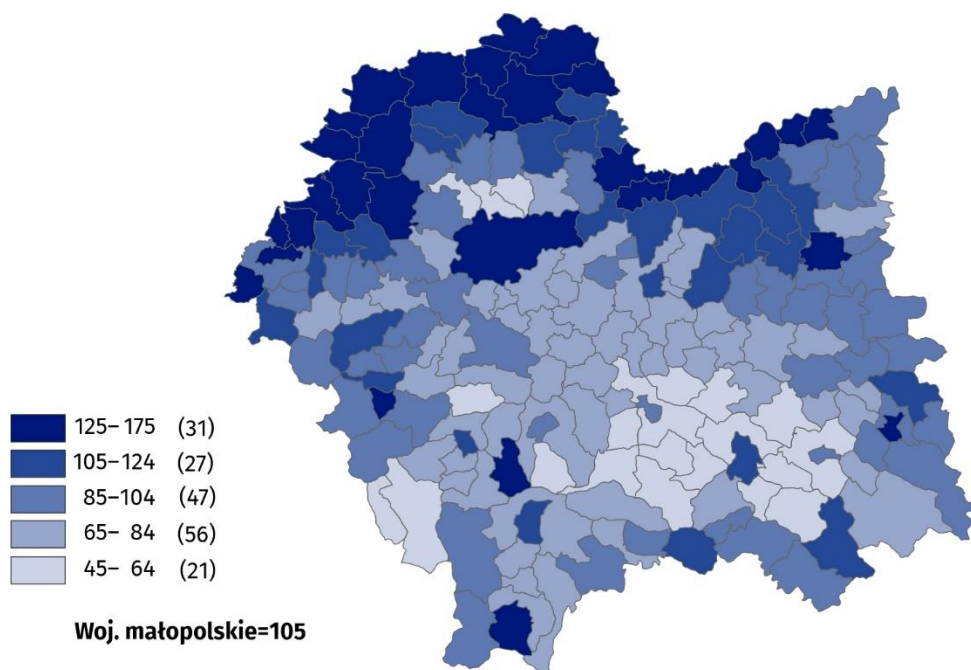 125–175 (31)
105–124 (27)
85–104 (47)
65– 84 (56)
45– 64 (21)
Woj. małopolskie=105